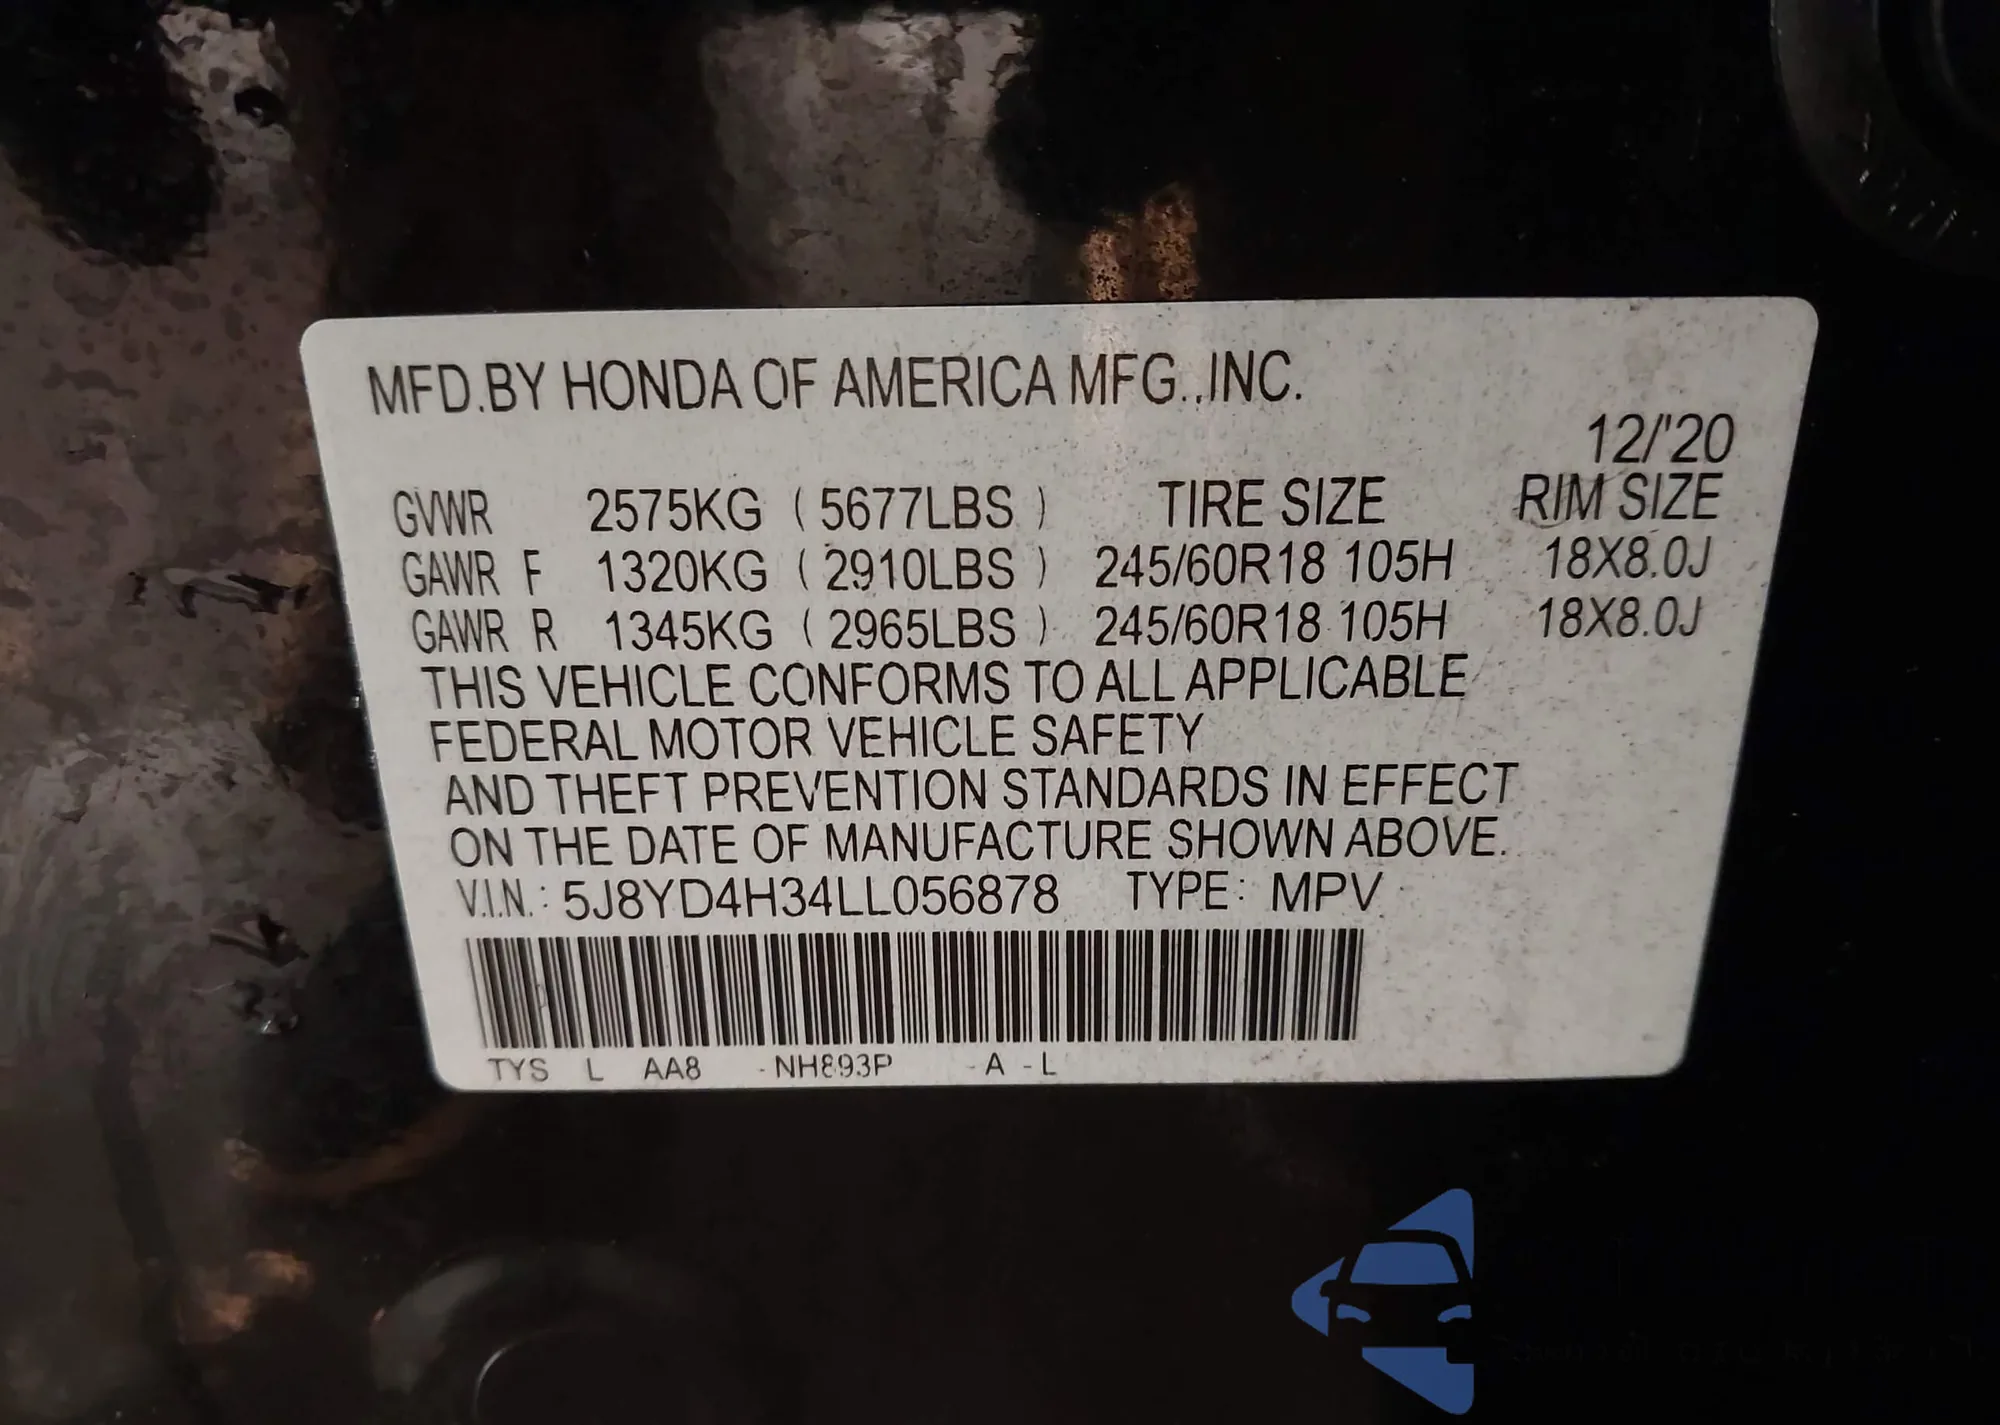 MFD.BY HONDA OF AMERICA MFG.,INC.
12/'20
GVWR 2575KG ( 5677LBS ) TIRE SIZE RIM SIZE
GAWR F 1320KG ( 2910LBS ) 245/60R18 105H 18X8.0J
GAWR R 1345KG ( 2965LBS ) 245/60R18 105H 18X8.0J
THIS VEHICLE CONFORMS TO ALL APPLICABLE
FEDERAL MOTOR VEHICLE SAFETY
AND THEFT PREVENTION STANDARDS IN EFFECT
ON THE DATE OF MANUFACTURE SHOWN ABOVE.
V.I.N.: 5J8YD4H34LL056878 TYPE: MPV
TYS L AA8 -NH893P -A -L